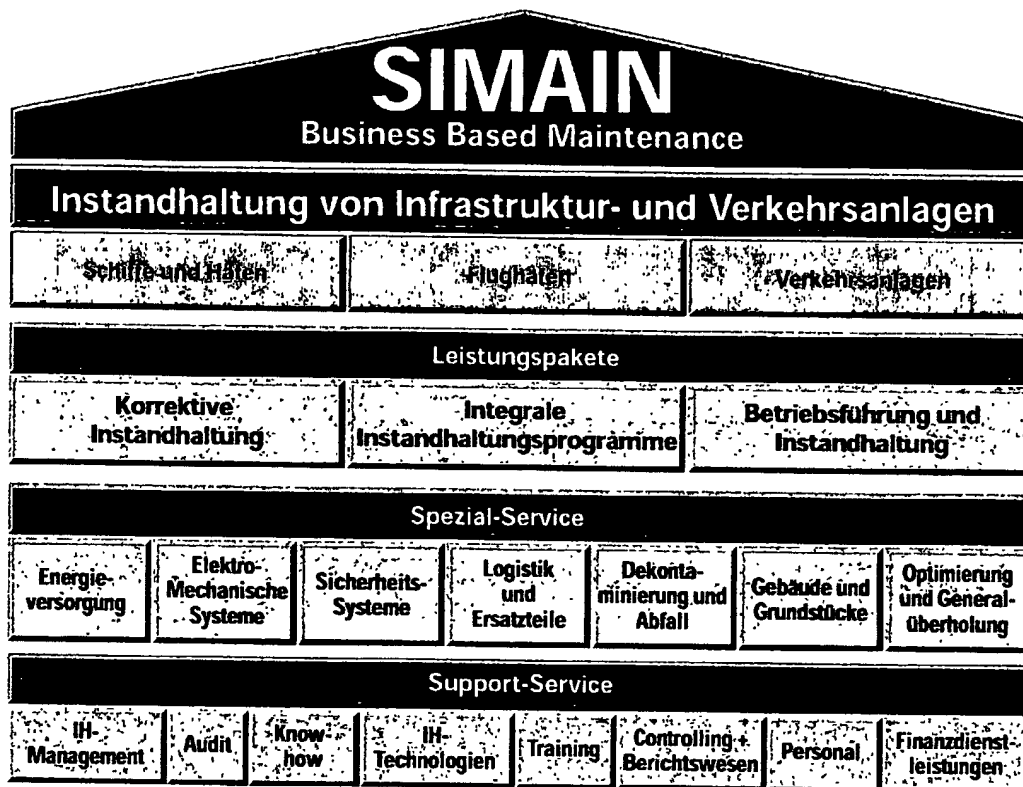 SIMAIN
Business Based Maintenance
Instandhaltung von Infrastruktur- und Verkehrsanlagen
Schiffe und Häfen
Flughäfen
Verkehrsanlagen
Leistungspakete
Korrektive
Instandhaltung
Integrale
Instandhaltungsprogramme
Betriebsführung und
Instandhaltung
Spezial-Service
Energie-
versorgung
Elektro-
Mechanische
Systeme
Sicherheits-
Systeme
Logistik
und
Ersatzteile
Dekonta-
minierung und
Abfall
Gebäude und
Grundstücke
Optimierung
und General-
überholung
Support-Service
IH-
Management
Audit
Know-
how
IH-
Technologien
Training
Controlling +
Berichtswesen
Personal
Finanzdienst-
leistungen